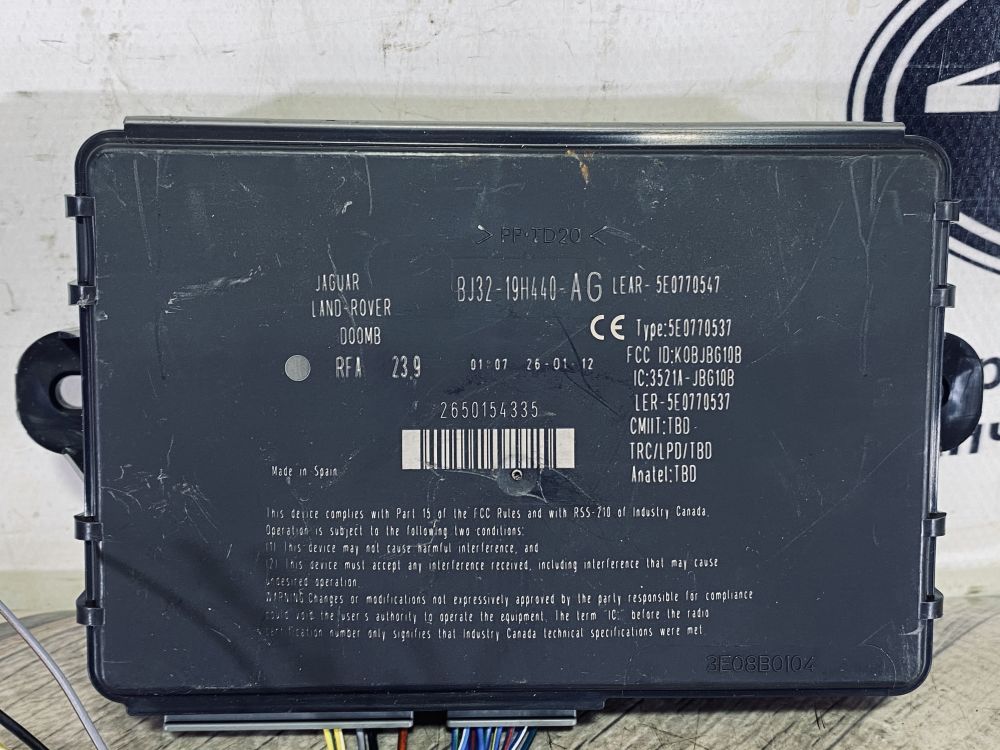 > PP-TD20 <
JAGUAR
LAND-ROVER
DOOMB
RFA 23.9
BJ32-19H440-AG LEAR- 5E0770547
CE Type:5E0770537
FCC ID:KOBJBG10B
IC:3521A-JBG10B
LER-5E0770537
CMIIT:TBD
TRC/LPD/TBD
Anatel:TBD
01:07 26-01-12
2650154335
Made in Spain
This device complies with Part 15 of the FCC Rules and with RSS-210 of Industry Canada.
Operation is subject to the following two conditions:
(1) This device may not cause harmful interference, and
(2) This device must accept any interference received, including interference that may cause
undesired operation.
WARNING:Changes or modifications not expressively approved by the party responsible for compliance
could void the user's authority to operate the equipment. The term "IC:" before the radio
certification number only signifies that Industry Canada technical specifications were met.
3E08B0104